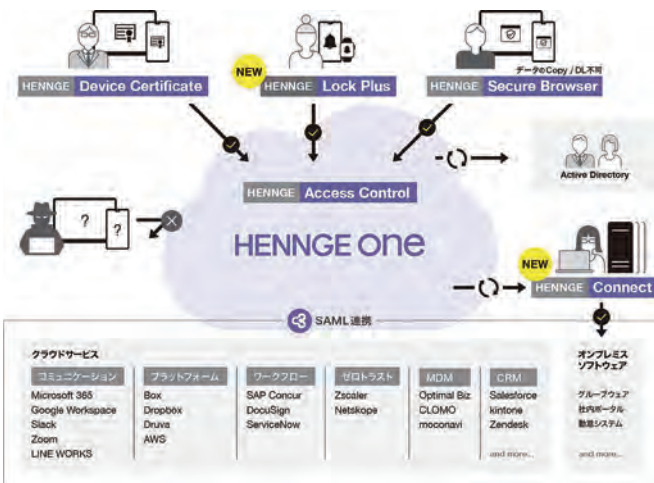 データのCopy / DL不可
HENNGE Device Certificate
NEW
HENNGE Lock Plus
HENNGE Secure Browser
Active Directory
HENNGE Access Control
? ?
HENNGE one
NEW
HENNGE Connect
SAML連携
クラウドサービス
オンプレミス
ソフトウェア
コミュニケーション
Microsoft 365
Google Workspace
Slack
Zoom
LINE WORKS
プラットフォーム
Box
Dropbox
Druva
AWS
ワークフロー
SAP Concur
DocuSign
ServiceNow
ゼロトラスト
Zscaler
Netskope
MDM
Optimal Biz
CLOMO
moconavi
CRM
Salesforce
kintone
Zendesk
and more...
グループウェア
社内ポータル
勤怠システム
and more...